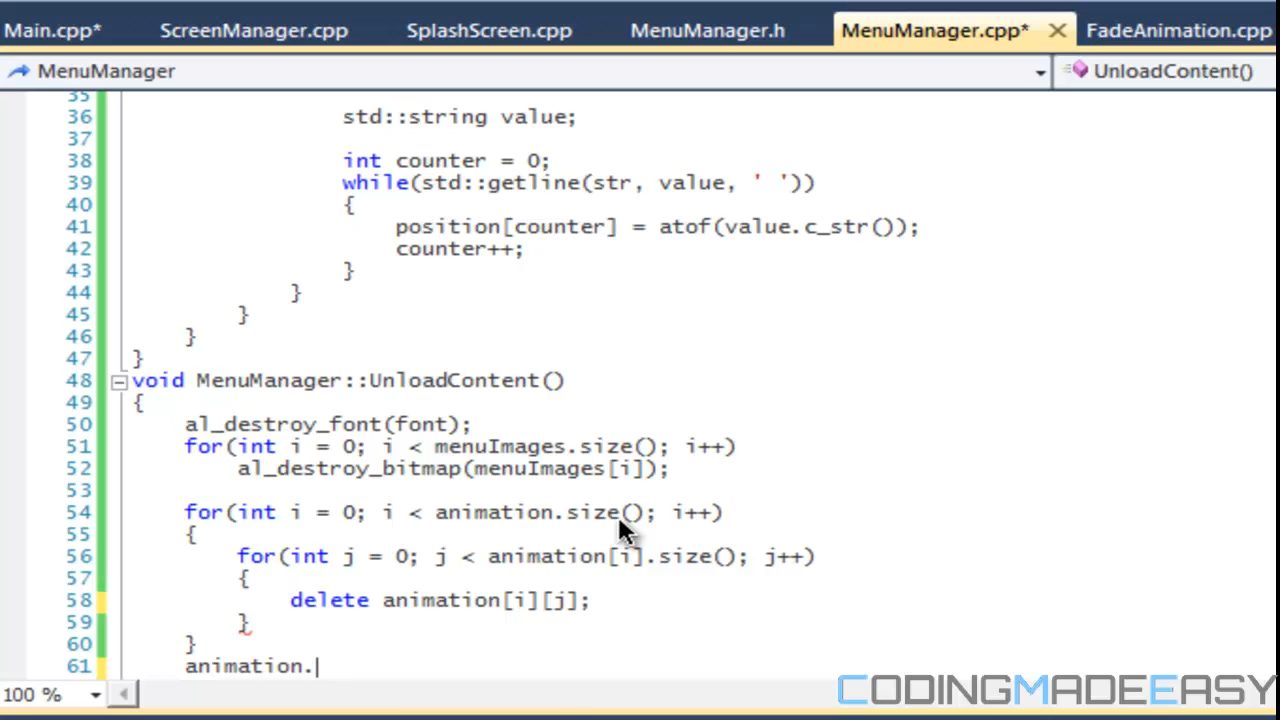 Main.cpp* ScreenManager.cpp SplashScreen.cpp MenuManager.h MenuManager.cpp* FadeAnimation.cpp
MenuManager UnloadContent()
35
36 std::string value;
37
38 int counter = 0;
39 while(std::getline(str, value, ' '))
40 {
41 position[counter] = atof(value.c_str());
42 counter++;
43 }
44 }
45 }
46 }
47 }
48 void MenuManager::UnloadContent()
49 {
50 al_destroy_font(font);
51 for(int i = 0; i < menuImages.size(); i++)
52 al_destroy_bitmap(menuImages[i]);
53
54 for(int i = 0; i < animation.size(); i++)
55 {
56 for(int j = 0; j < animation[i].size(); j++)
57 {
58 delete animation[i][j];
59 }
60 }
61 animation.
100 %
CODINGMADEEASY